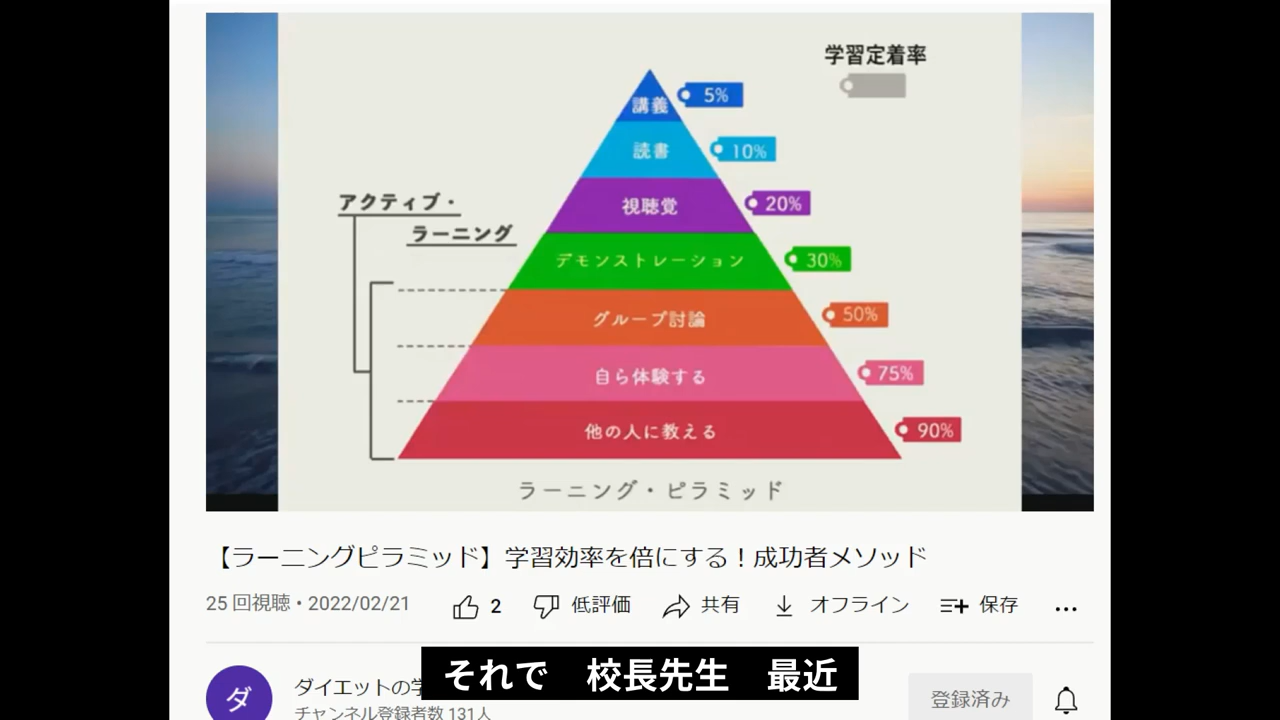 学習定着率
講義
5%
読書
10%
視聴覚
20%
アクティブ・
ラーニング
デモンストレーション
30%
グループ討論
50%
自ら体験する
75%
他の人に教える
90%
ラーニング・ピラミッド
【ラーニングピラミッド】学習効率を倍にする！成功者メソッド
25 回視聴・2022/02/21
2
低評価
共有
オフライン
保存
ダ
ダイエットの学
チャンネル登録者数 131人
登録済み
それで　校長先生　最近